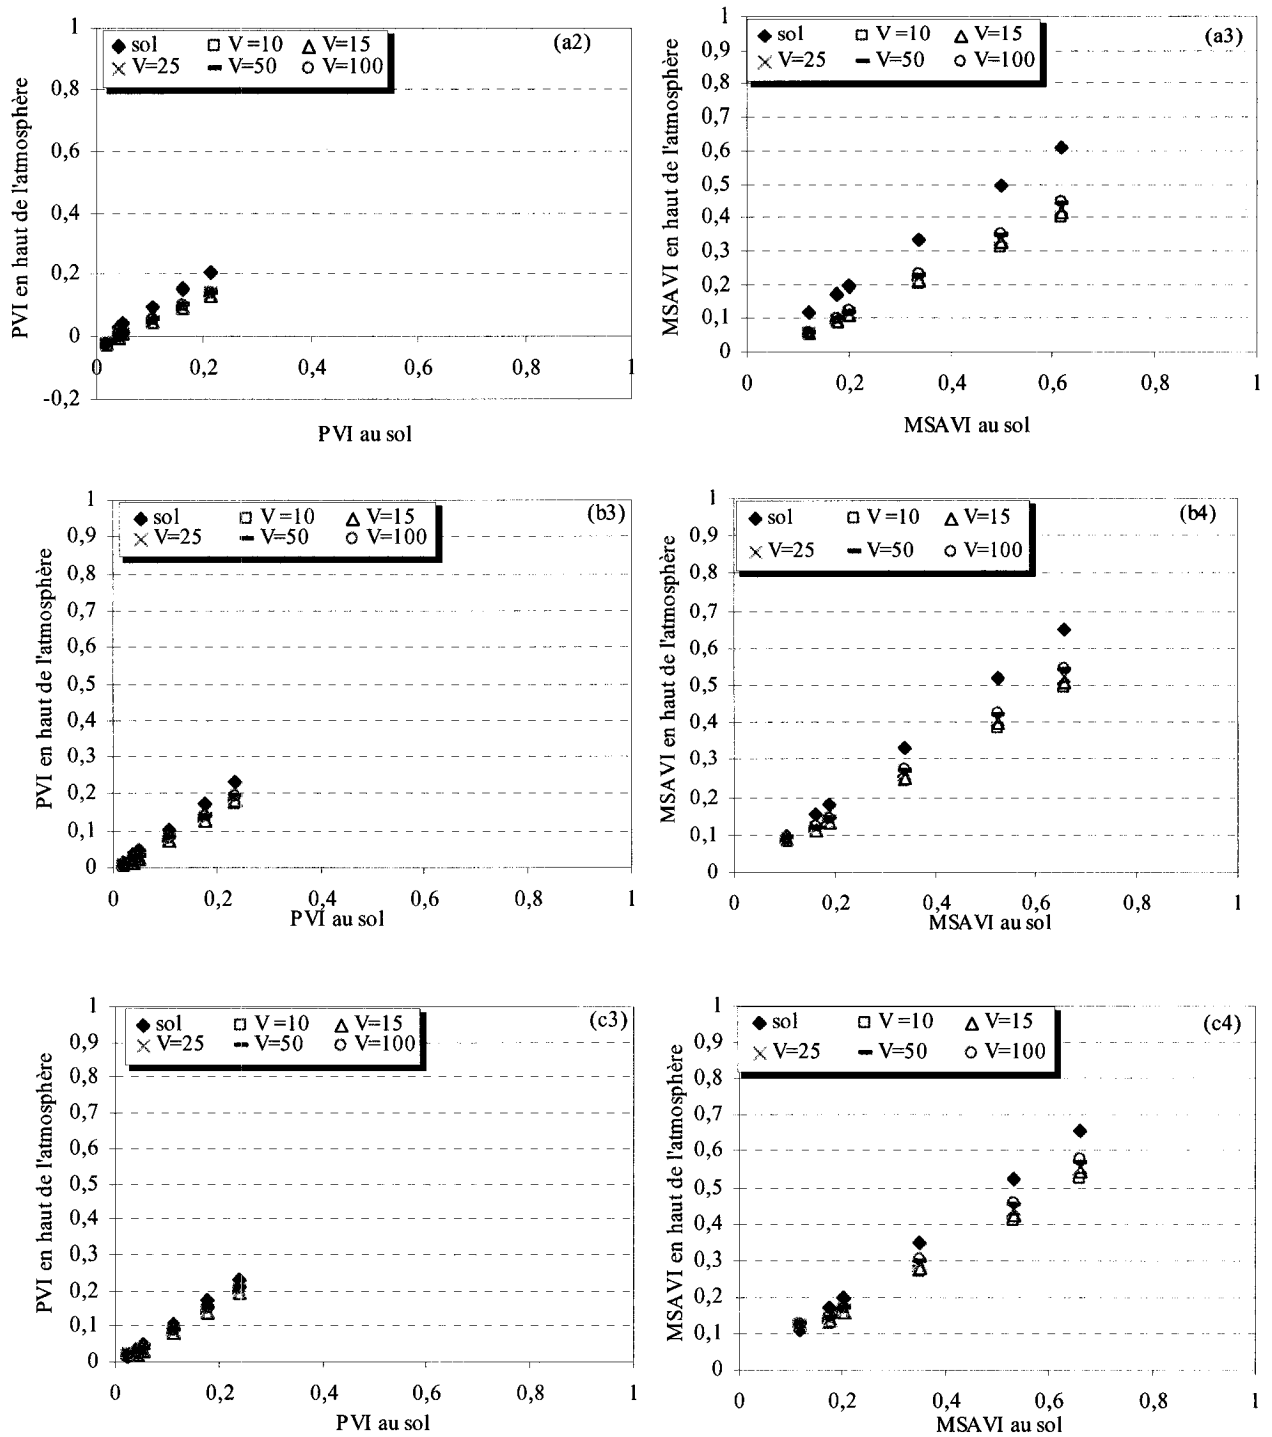 (a2)
sol V =10 V=15
V=25 V=50 V=100
PVI en haut de l'atmosphère
1
0,8
0,6
0,4
0,2
0
-0,2
0 0,2 0,4 0,6 0,8 1
PVI au sol
(a3)
sol V =10 V=15
V=25 V=50 V=100
MSAVI en haut de l'atmosphère
1
0,9
0,8
0,7
0,6
0,5
0,4
0,3
0,2
0,1
0
0 0,2 0,4 0,6 0,8 1
MSAVI au sol
(b3)
sol V =10 V=15
V=25 V=50 V=100
PVI en haut de l'atmosphère
1
0,9
0,8
0,7
0,6
0,5
0,4
0,3
0,2
0,1
0
0 0,2 0,4 0,6 0,8 1
PVI au sol
(b4)
sol V =10 V=15
V=25 V=50 V=100
MSAVI en haut de l'atmosphère
1
0,9
0,8
0,7
0,6
0,5
0,4
0,3
0,2
0,1
0
0 0,2 0,4 0,6 0,8 1
MSAVI au sol
(c3)
sol V =10 V=15
V=25 V=50 V=100
PVI en haut de l'atmosphère
1
0,9
0,8
0,7
0,6
0,5
0,4
0,3
0,2
0,1
0
0 0,2 0,4 0,6 0,8 1
PVI au sol
(c4)
sol V =10 V=15
V=25 V=50 V=100
MSAVI en haut de l'atmosphère
1
0,9
0,8
0,7
0,6
0,5
0,4
0,3
0,2
0,1
0
0 0,2 0,4 0,6 0,8 1
MSAVI au sol